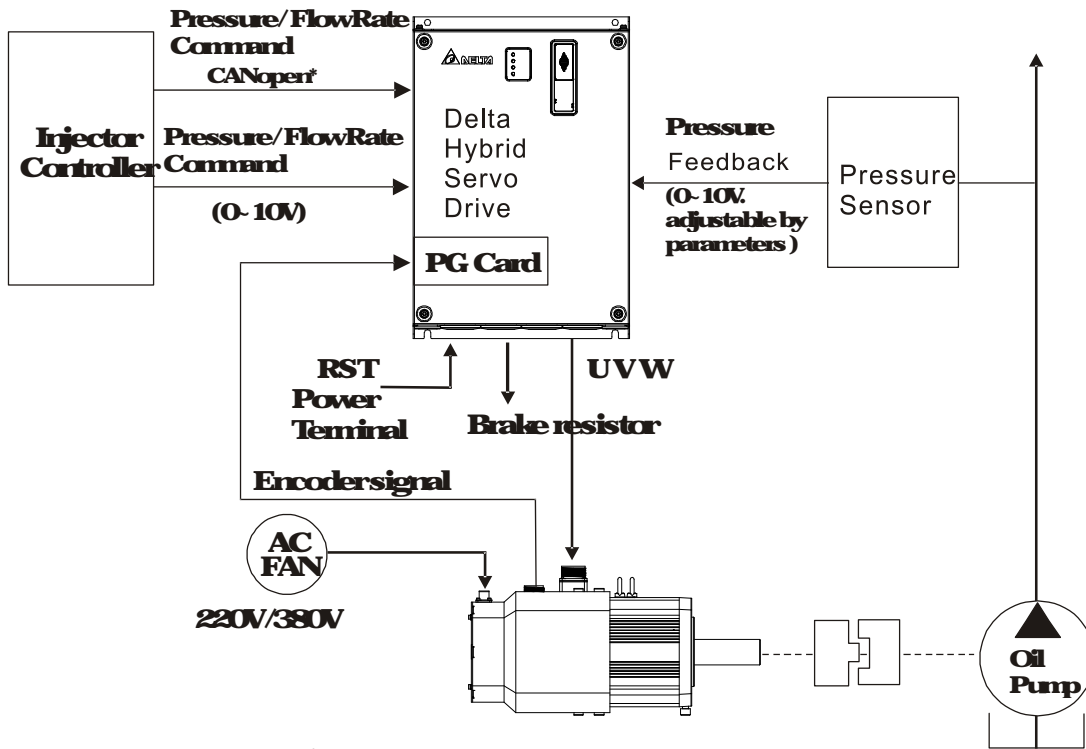 Pressure/FlowRate
Command
CANopen*
Injector
Controller
Pressure/FlowRate
Command
(0~10V)
DELTA
Delta
Hybrid
Servo
Drive
PG Card
Pressure
Feedback
(0~10V.
adjustable by
parameters)
Pressure
Sensor
RST
Power
Terminal
UVW
Brake resistor
Encoder signal
AC
FAN
220V/380V
Oil
Pump